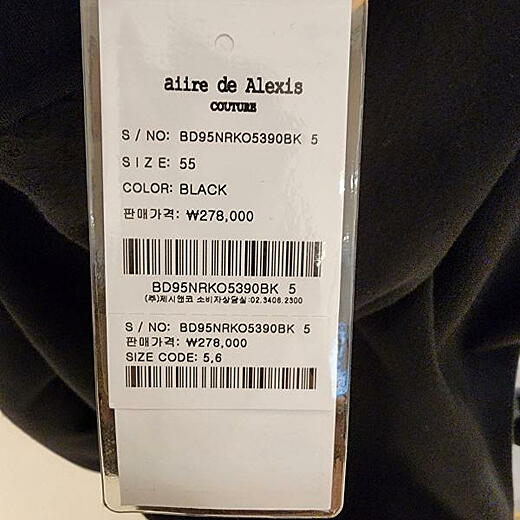 aiire de Alexis
COUTURE
S / NO: BD95NRKO5390BK 5
SIZE: 55
COLOR: BLACK
판매가격: ₩278,000
BD95NRKO5390BK 5
(주)제시앤코 소비자상담실:02.3408.2300
S / NO: BD95NRKO5390BK 5
판매가격: ₩278,000
SIZE CODE: 5,6